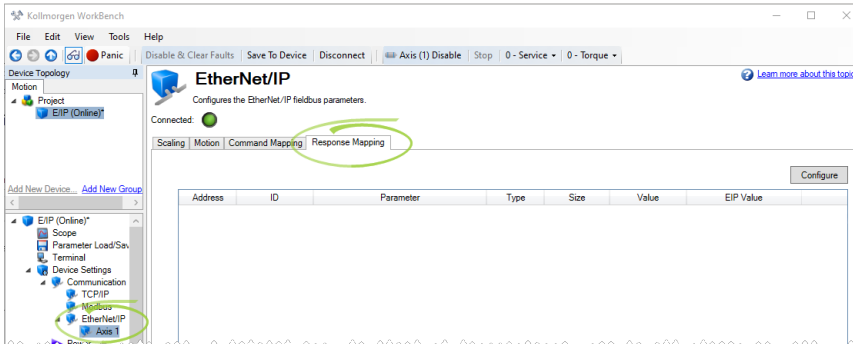 Kollmorgen WorkBench
File Edit View Tools Help
Panic Disable & Clear Faults Save To Device Disconnect Axis (1) Disable Stop 0 - Service 0 - Torque
Device Topology
Motion
Project
E/IP (Online)*
Add New Device... Add New Group
EtherNet/IP
Learn more about this topic
Configures the EtherNet/IP fieldbus parameters.
Connected:
Scaling Motion Command Mapping Response Mapping
Configure
Address ID Parameter Type Size Value EIP Value
E/IP (Online)*
Scope
Parameter Load/Sav
Terminal
Device Settings
Communication
TCP/IP
Modbus
EtherNet/IP
Axis 1